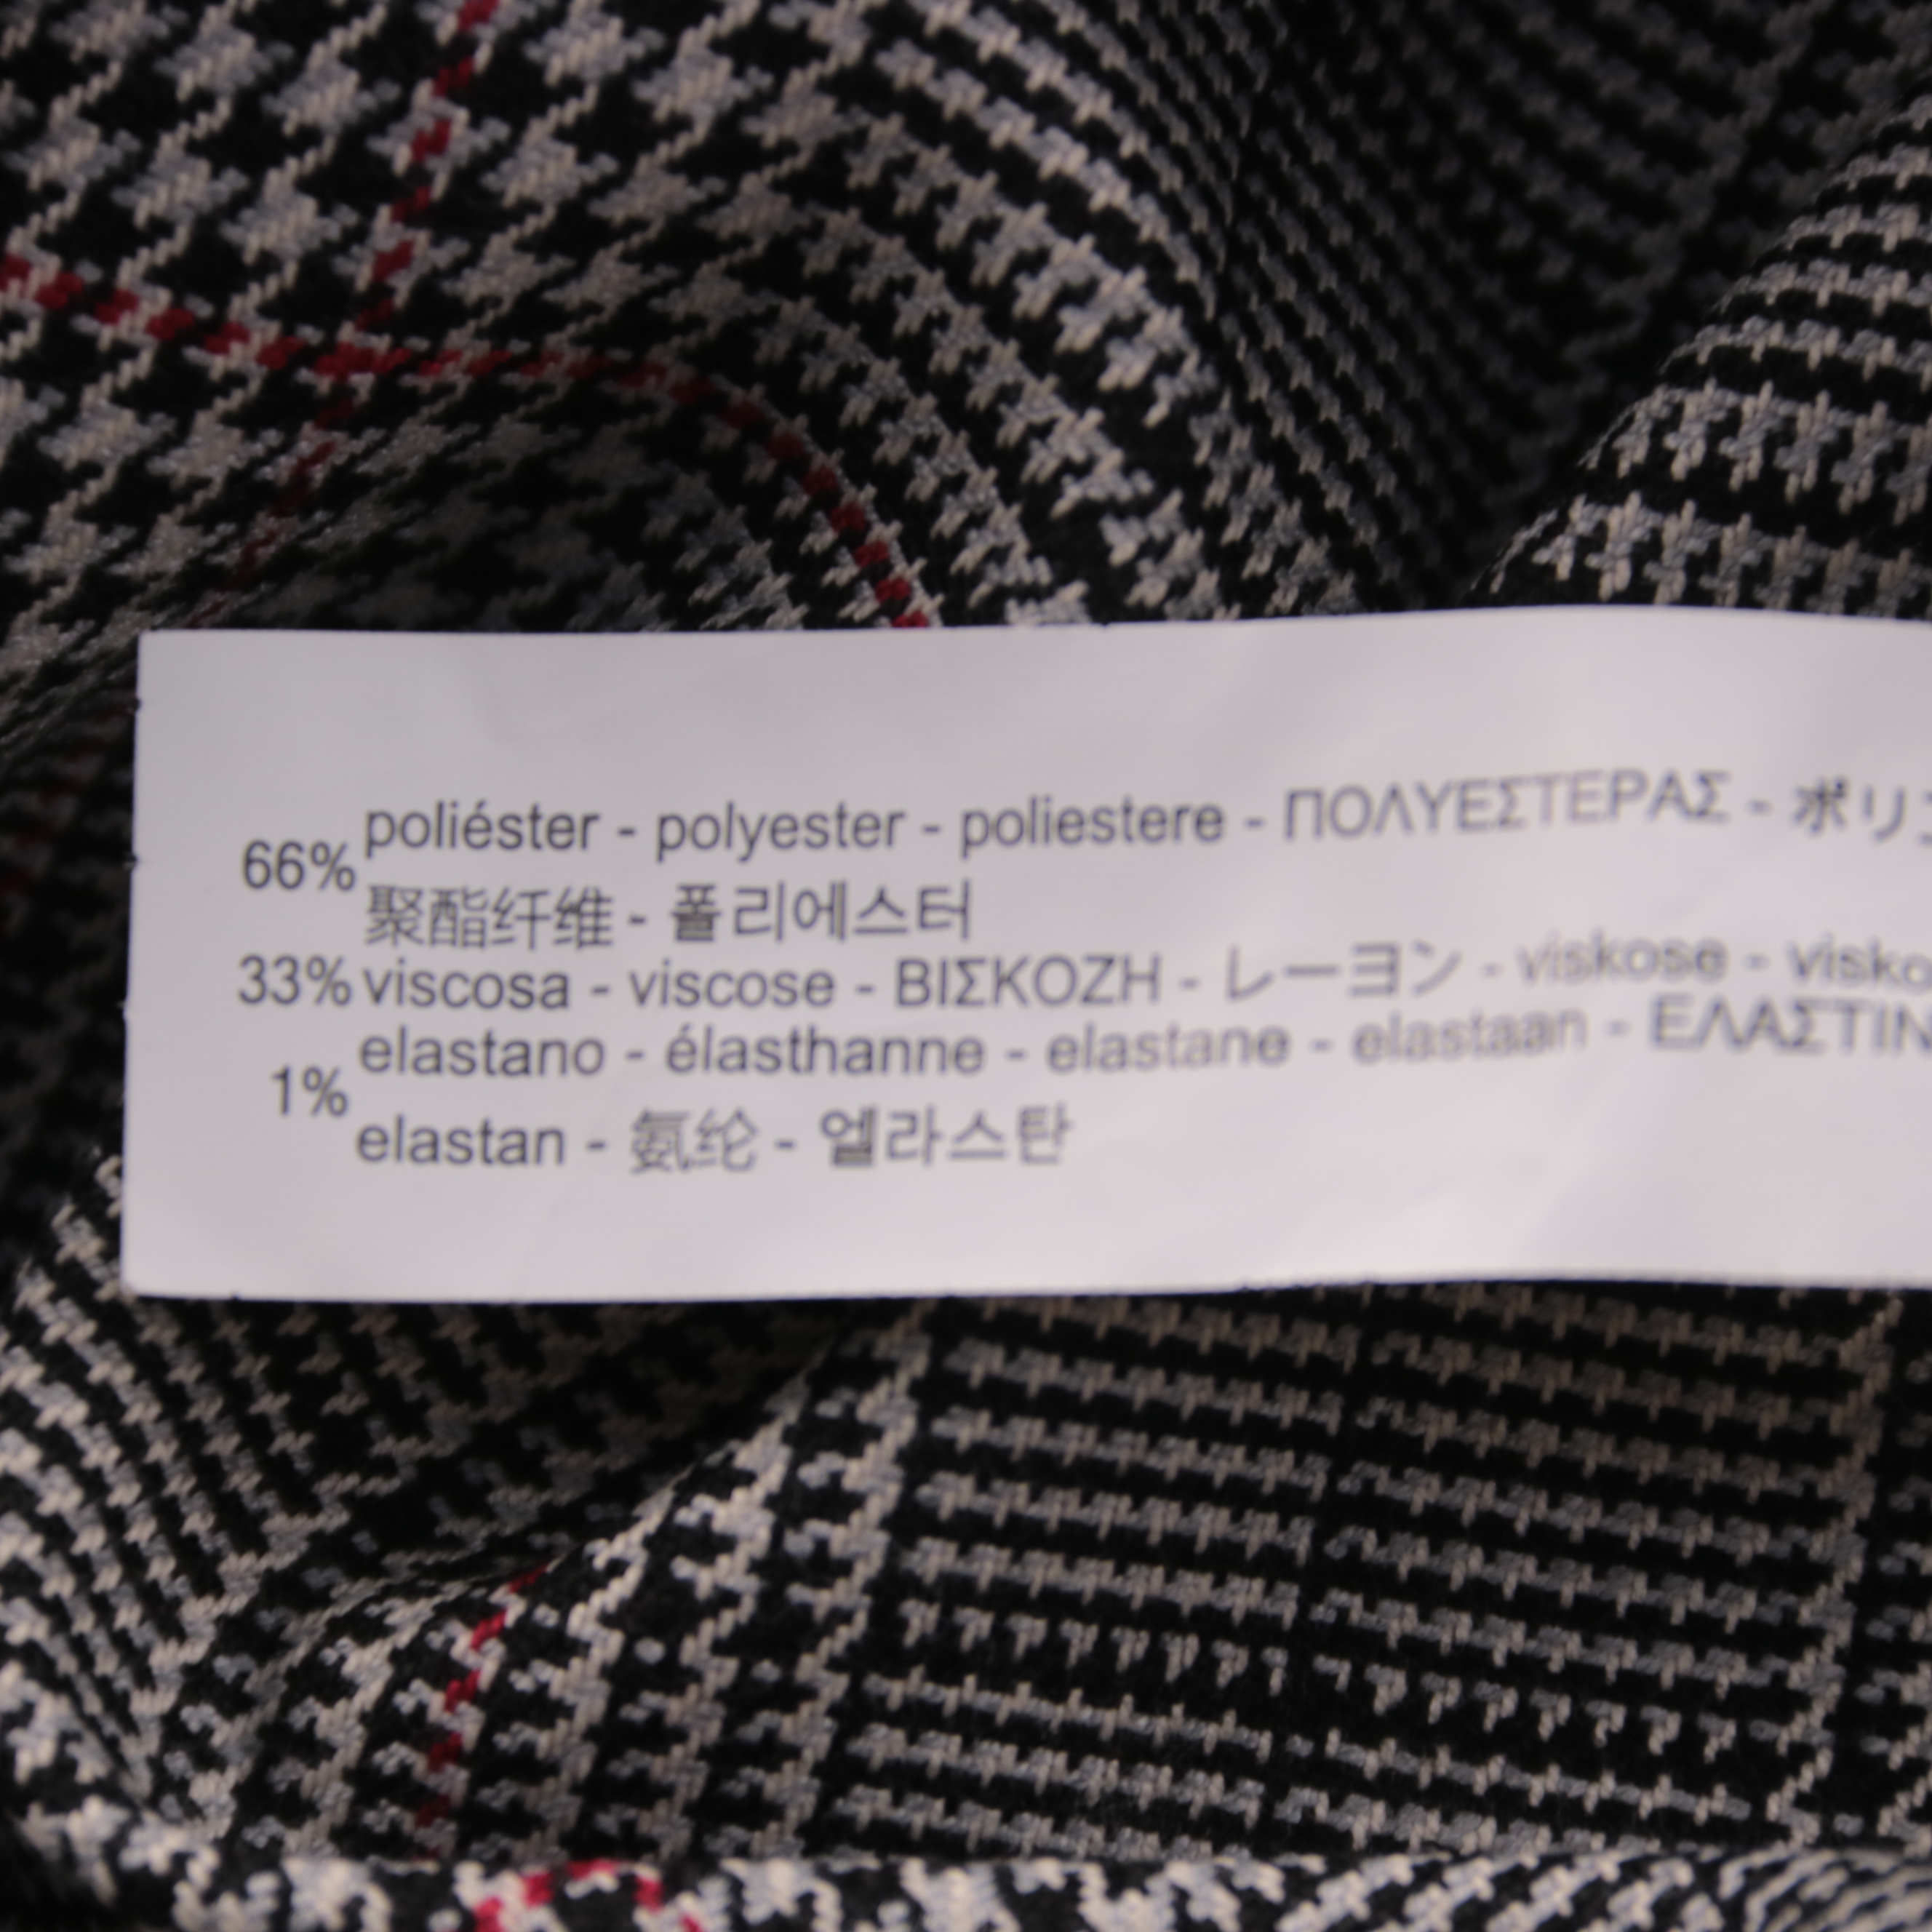 66% poliéster - polyester - poliestere - ΠΟΛΥΕΣΤΕΡΑΣ - ポリ
聚酯纤维 - 폴리에스터
33% viscosa - viscose - ΒΙΣΚΟΖΗ - レーヨン - viskose - visko
1% elastano - élasthanne - elastane - elastaan - ΕΛΑΣΤΙΝ
elastan - 氨纶 - 엘라스탄